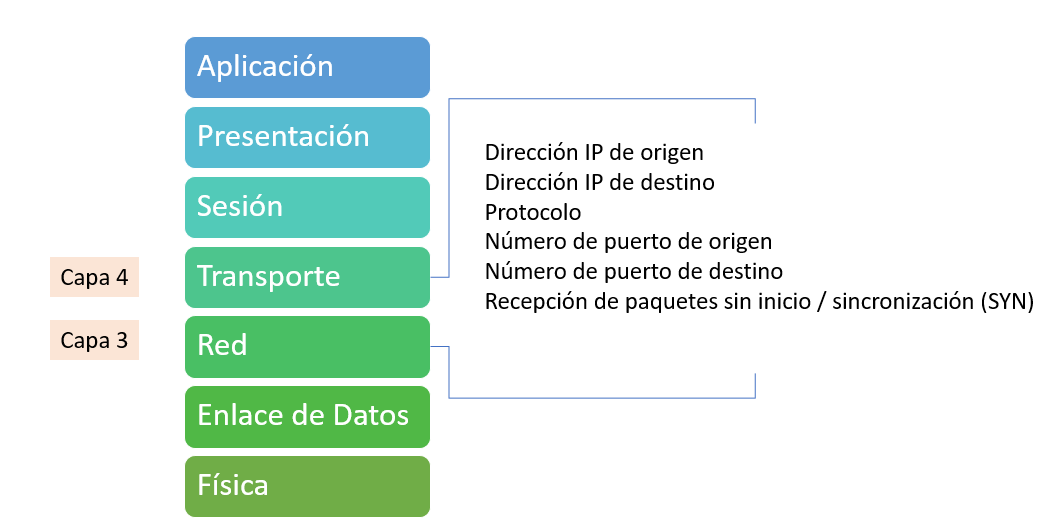 Aplicación
Presentación
Sesión
Capa 4
Transporte
Capa 3
Red
Enlace de Datos
Física
Dirección IP de origen
Dirección IP de destino
Protocolo
Número de puerto de origen
Número de puerto de destino
Recepción de paquetes sin inicio / sincronización (SYN)